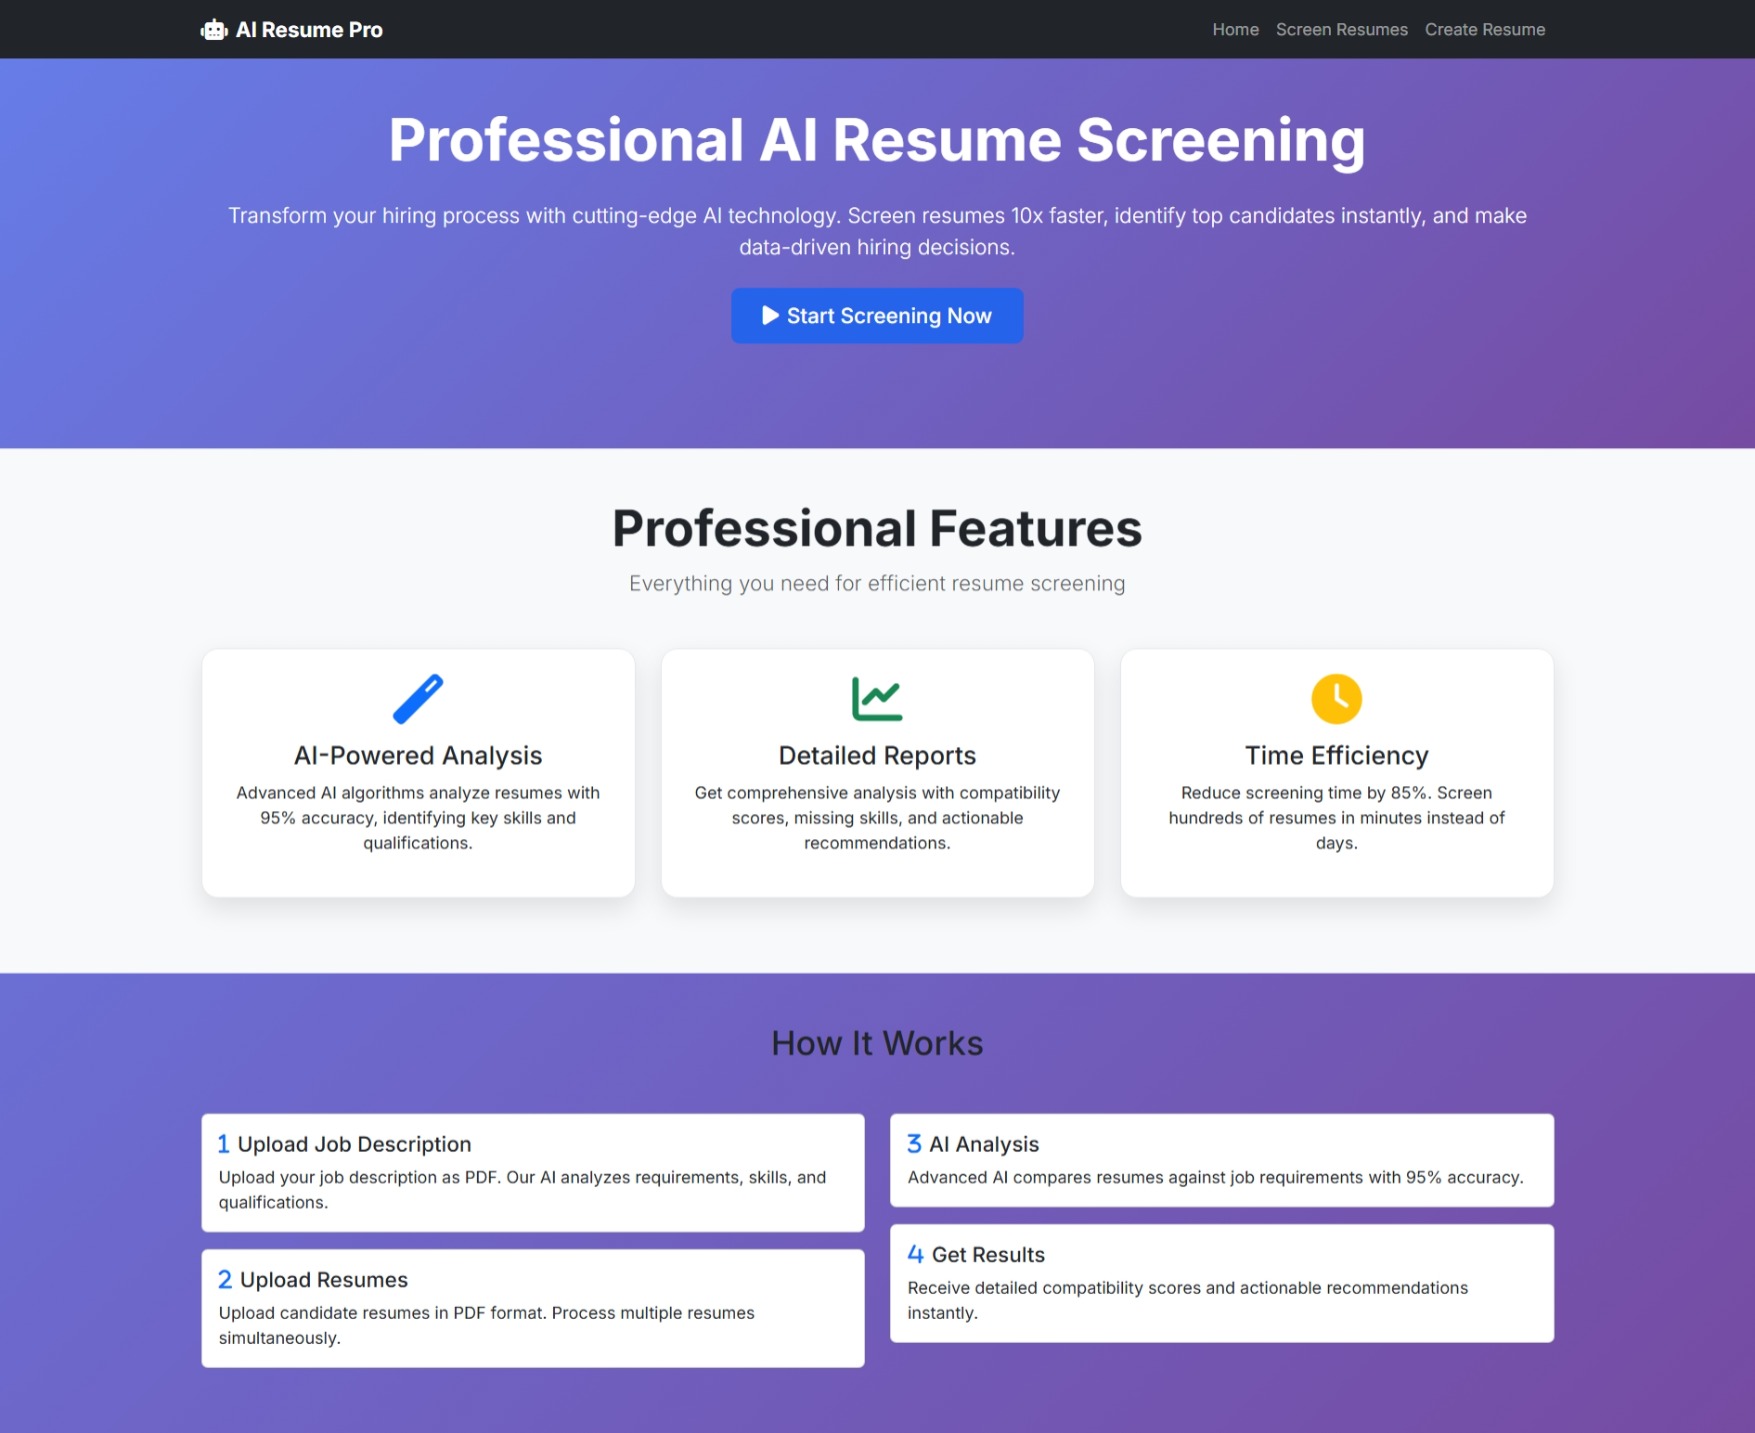 AI Resume Pro
Home
Screen Resumes
Create Resume
Professional AI Resume Screening
Transform your hiring process with cutting-edge AI technology. Screen resumes 10x faster, identify top candidates instantly, and make
data-driven hiring decisions.
Start Screening Now
Professional Features
Everything you need for efficient resume screening
AI-Powered Analysis
Advanced AI algorithms analyze resumes with
95% accuracy, identifying key skills and
qualifications.
Detailed Reports
Get comprehensive analysis with compatibility
scores, missing skills, and actionable
recommendations.
Time Efficiency
Reduce screening time by 85%. Screen
hundreds of resumes in minutes instead of
days.
How It Works
1 Upload Job Description
Upload your job description as PDF. Our AI analyzes requirements, skills, and
qualifications.
2 Upload Resumes
Upload candidate resumes in PDF format. Process multiple resumes
simultaneously.
3 AI Analysis
Advanced AI compares resumes against job requirements with 95% accuracy.
4 Get Results
Receive detailed compatibility scores and actionable recommendations
instantly.